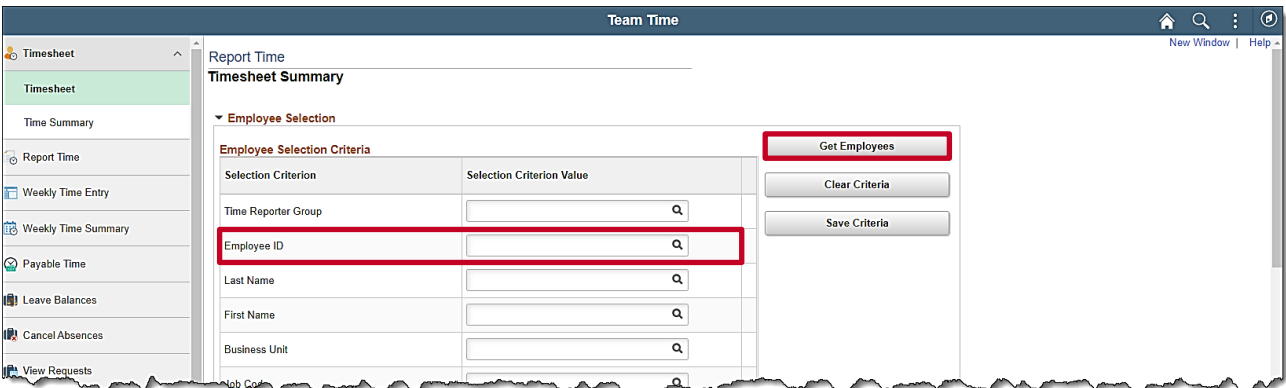 Team Time
New Window | Help
Timesheet
Timesheet
Time Summary
Report Time
Weekly Time Entry
Weekly Time Summary
Payable Time
Leave Balances
Cancel Absences
View Requests
Report Time
Timesheet Summary
Employee Selection
Employee Selection Criteria
Selection Criterion Selection Criterion Value
Time Reporter Group
Employee ID
Last Name
First Name
Business Unit
Job Code
Get Employees
Clear Criteria
Save Criteria